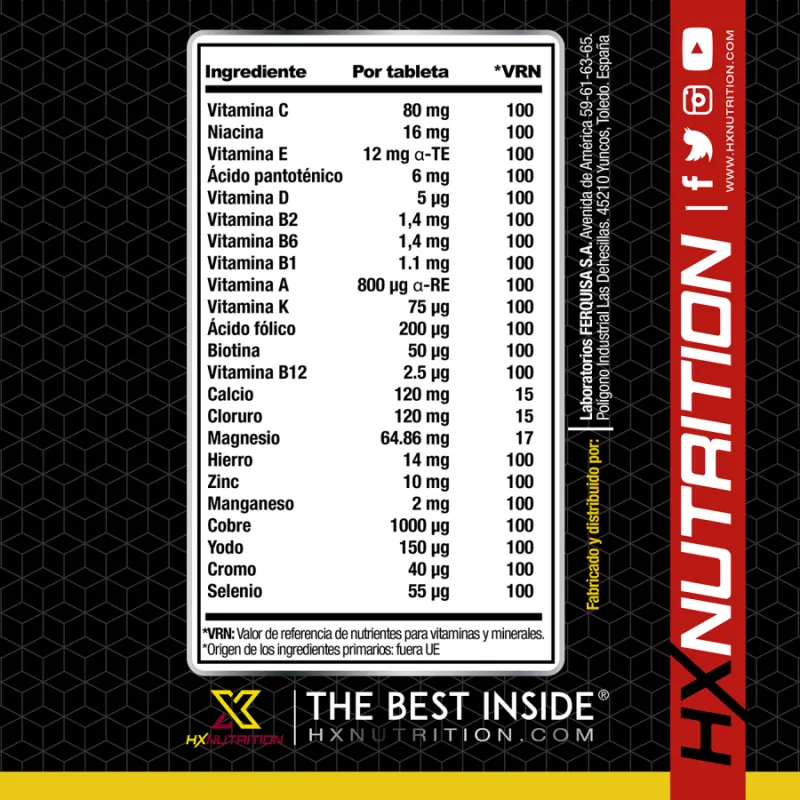 Ingrediente Por tableta *VRN
Vitamina C 80 mg 100
Niacina 16 mg 100
Vitamina E 12 mg α-TE 100
Ácido pantoténico 6 mg 100
Vitamina D 5 µg 100
Vitamina B2 1,4 mg 100
Vitamina B6 1,4 mg 100
Vitamina B1 1.1 mg 100
Vitamina A 800 µg α-RE 100
Vitamina K 75 µg 100
Ácido fólico 200 µg 100
Biotina 50 µg 100
Vitamina B12 2.5 µg 100
Calcio 120 mg 15
Cloruro 120 mg 15
Magnesio 64.86 mg 17
Hierro 14 mg 100
Zinc 10 mg 100
Manganeso 2 mg 100
Cobre 1000 µg 100
Yodo 150 µg 100
Cromo 40 µg 100
Selenio 55 µg 100
*VRN: Valor de referencia de nutrientes para vitaminas y minerales.
*Origen de los ingredientes primarios: fuera UE
Fabricado y distribuido por:
Laboratorios FERQUISA S.A. Avenida de América 59-61-63-65.
Polígono Industrial Las Dehesillas. 45210 Yuncos, Toledo. España
HXNUTRITION
WWW.HXNUTRITION.COM
HXNUTRITION
THE BEST INSIDE®
HXNUTRITION.COM